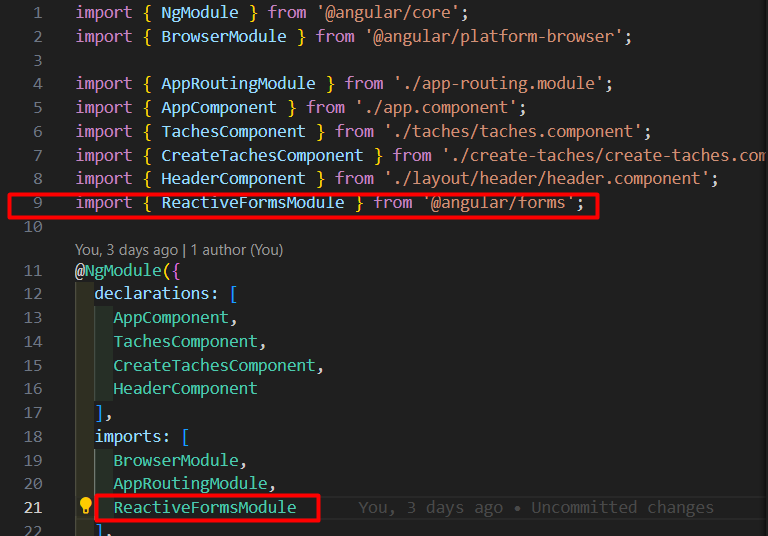 1 import { NgModule } from '@angular/core';
2 import { BrowserModule } from '@angular/platform-browser';
3
4 import { AppRoutingModule } from './app-routing.module';
5 import { AppComponent } from './app.component';
6 import { TachesComponent } from './taches/taches.component';
7 import { CreateTachesComponent } from './create-taches/create-taches.com
8 import { HeaderComponent } from './layout/header/header.component';
9 import { ReactiveFormsModule } from '@angular/forms';
10
You, 3 days ago | 1 author (You)
11 @NgModule({
12 declarations: [
13 AppComponent,
14 TachesComponent,
15 CreateTachesComponent,
16 HeaderComponent
17 ],
18 imports: [
19 BrowserModule,
20 AppRoutingModule,
21 ReactiveFormsModule You, 3 days ago • Uncommitted changes
22 ],